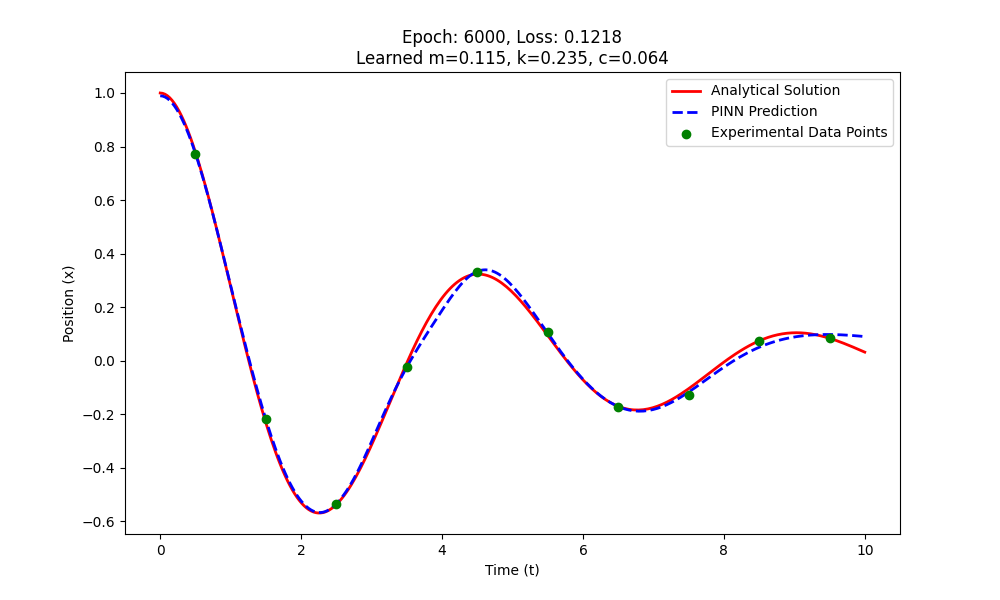 Epoch: 6000, Loss: 0.1218
Learned m=0.115, k=0.235, c=0.064
Analytical Solution
PINN Prediction
Experimental Data Points
1.0
0.8
0.6
0.4
0.2
0.0
−0.2
−0.4
−0.6
Position (x)
0 2 4 6 8 10
Time (t)